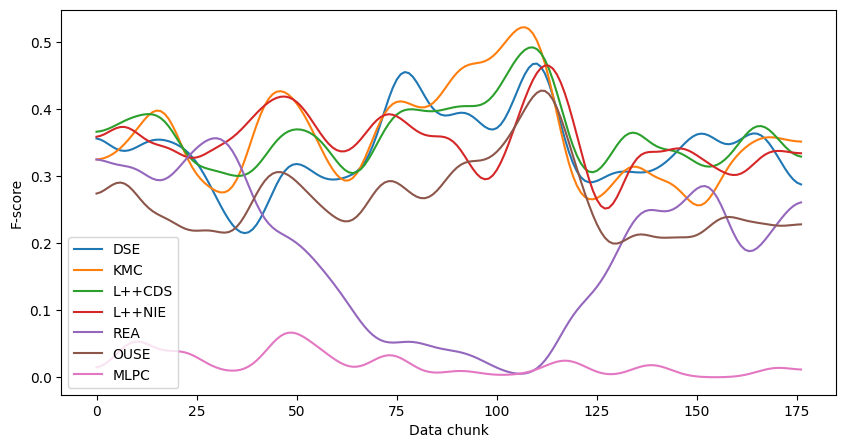 0.5
0.4
0.3
0.2
0.1
0.0
F-score
DSE
KMC
L++CDS
L++NIE
REA
OUSE
MLPC
0 25 50 75 100 125 150 175
Data chunk